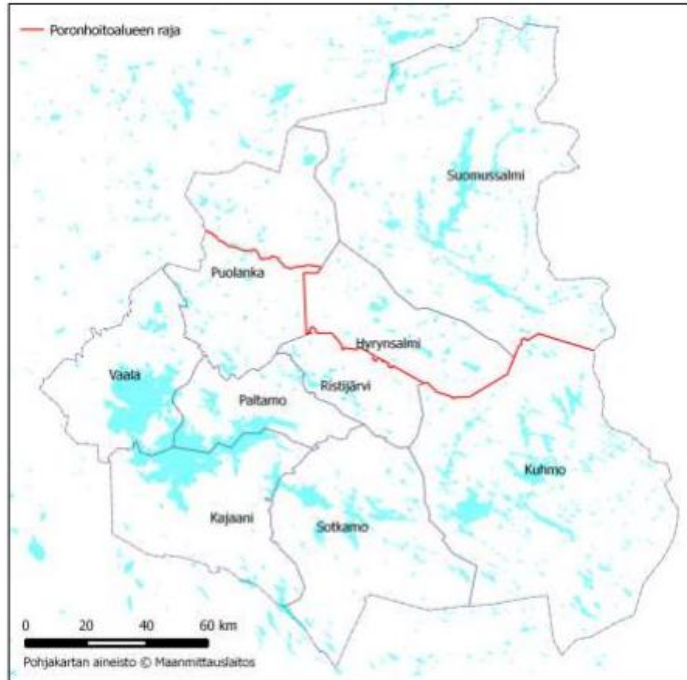 Poronhoitoalueen raja
Suomussalmi
Puolanka
Hyrynsalmi
Vaala
Ristijärvi
Paltamo
Kuhmo
Kajaani
Sotkamo
0 20 40 60 km
Pohjakartan aineisto © Maanmittauslaitos